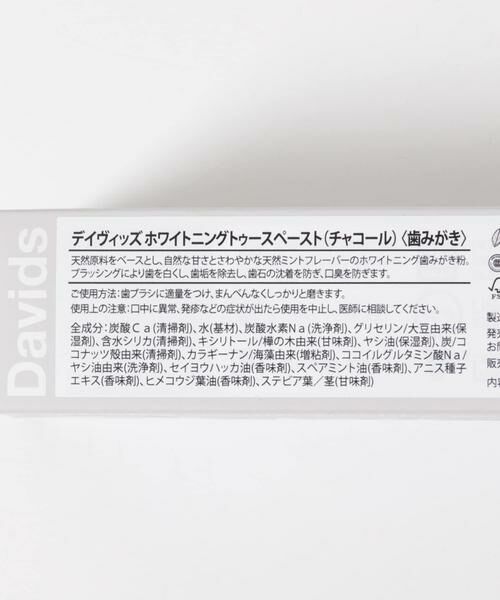 Davids
デイヴィッズ ホワイトニングトゥースペースト(チャコール)〈歯みがき〉
天然原料をベースとし、自然な甘さとさわやかな天然ミントフレーバーのホワイトニング歯みがき粉。
ブラッシングにより歯を白くし、歯垢を除去し、歯石の沈着を防ぎ、口臭を防ぎます。
ご使用方法:歯ブラシに適量をつけ、まんべんなくしっかりと磨きます。
使用上の注意:口中に異常、発疹などの症状が出たら使用を中止し、医師に相談してください。
全成分:炭酸Ca(清掃剤)、水(基材)、炭酸水素Na(洗浄剤)、グリセリン/大豆由来(保
湿剤)、含水シリカ(清掃剤)、キシリトール/樺の木由来(甘味剤)、ヤシ油(保湿剤)、炭/コ
コナッツ殻由来(清掃剤)、カラギーナン/海藻由来(増粘剤)、ココイルグルタミン酸Na/
ヤシ油由来(洗浄剤)、セイヨウハッカ油(香味剤)、スペアミント油(香味剤)、アニス種子
エキス(香味剤)、ヒメコウジ葉油(香味剤)、ステビア葉/茎(甘味剤)
製造
発売
お問
販売
内容